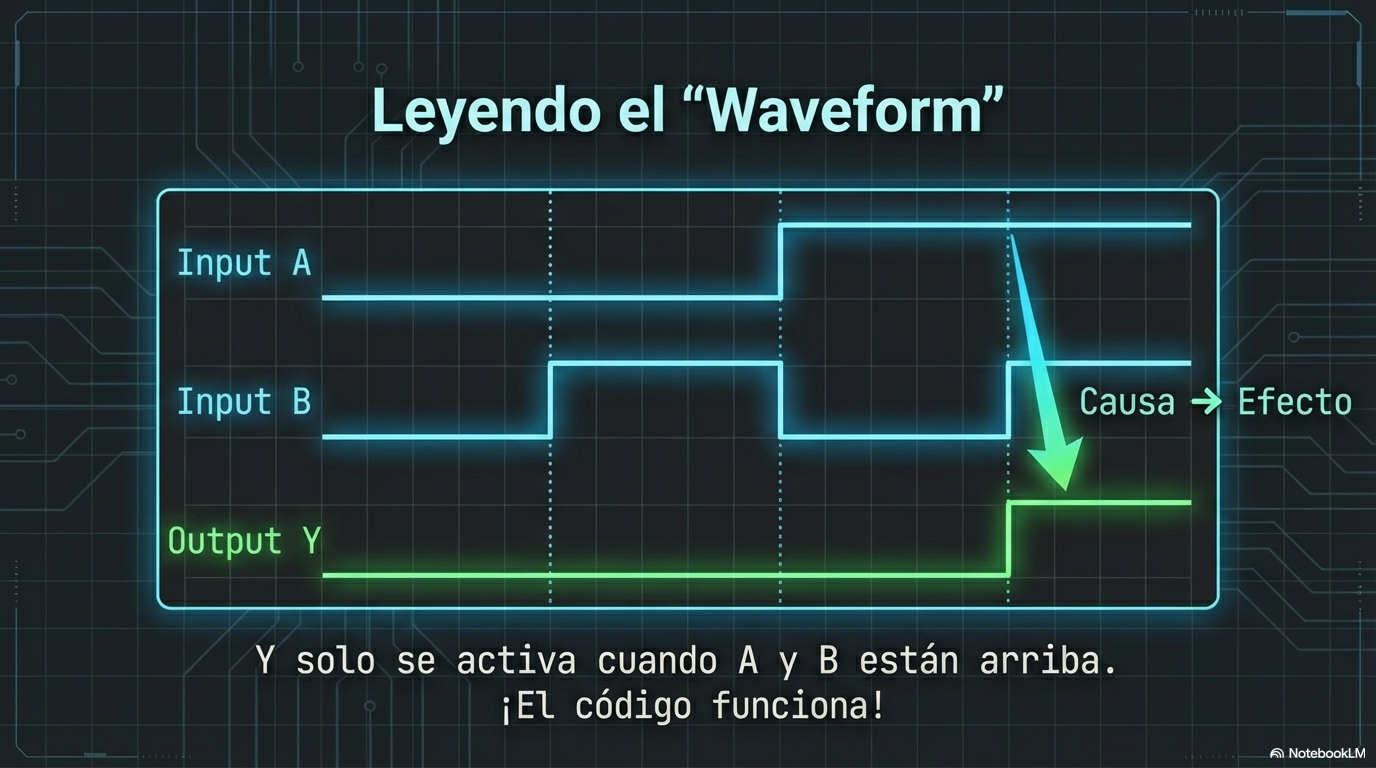 Leyendo el “Waveform”
Input A
Input B
Causa → Efecto
Output Y
Y solo se activa cuando A y B están arriba.
¡El código funciona!
NotebookLM